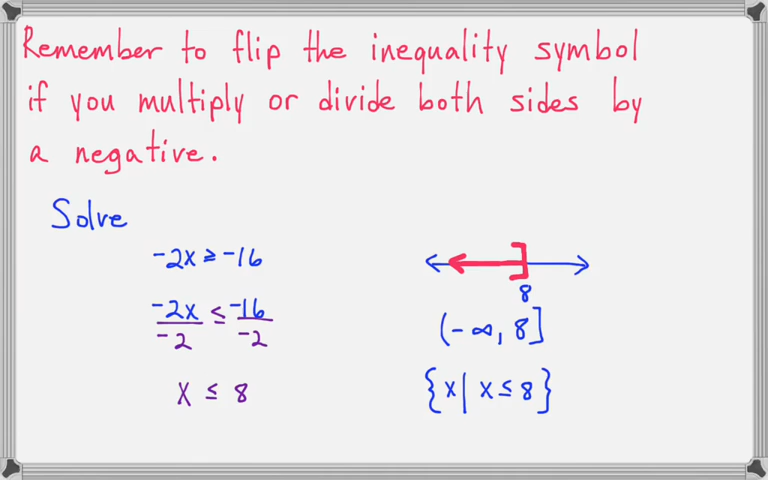 Remember to flip the inequality symbol
if you multiply or divide both sides by
a negative.
Solve
-2x ≥ -16
-2x/-2 ≤ -16/-2
x ≤ 8
8
(-∞, 8]
{x| x ≤ 8}